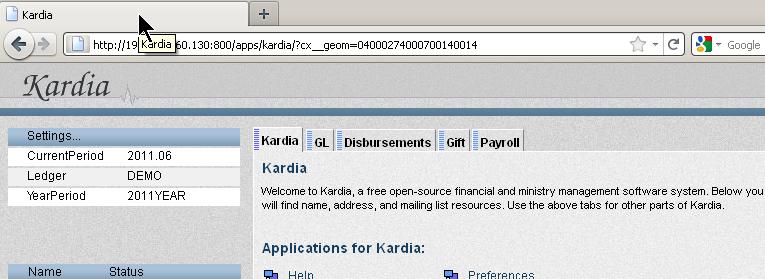 Kardia
http://19 60.130:800/apps/kardia/?cx__geom=04000274000700140014
Kardia
Google
Kardia
Settings...
CurrentPeriod 2011.06
Ledger DEMO
YearPeriod 2011YEAR
Name Status
Kardia GL Disbursements Gift Payroll
Kardia
Welcome to Kardia, a free open-source financial and ministry management software system. Below you
will find name, address, and mailing list resources. Use the above tabs for other parts of Kardia.
Applications for Kardia:
Help Preferences